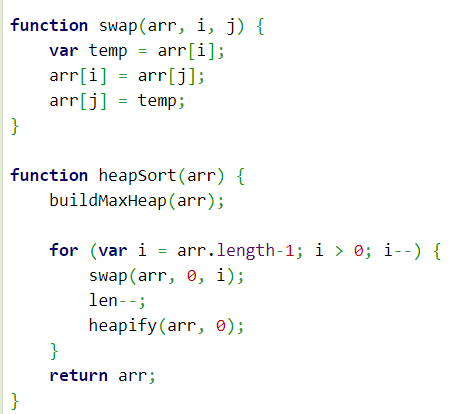 function swap(arr, i, j) {
    var temp = arr[i];
    arr[i] = arr[j];
    arr[j] = temp;
}

function heapSort(arr) {
    buildMaxHeap(arr);

    for (var i = arr.length-1; i > 0; i--) {
        swap(arr, 0, i);
        len--;
        heapify(arr, 0);
    }
    return arr;
}